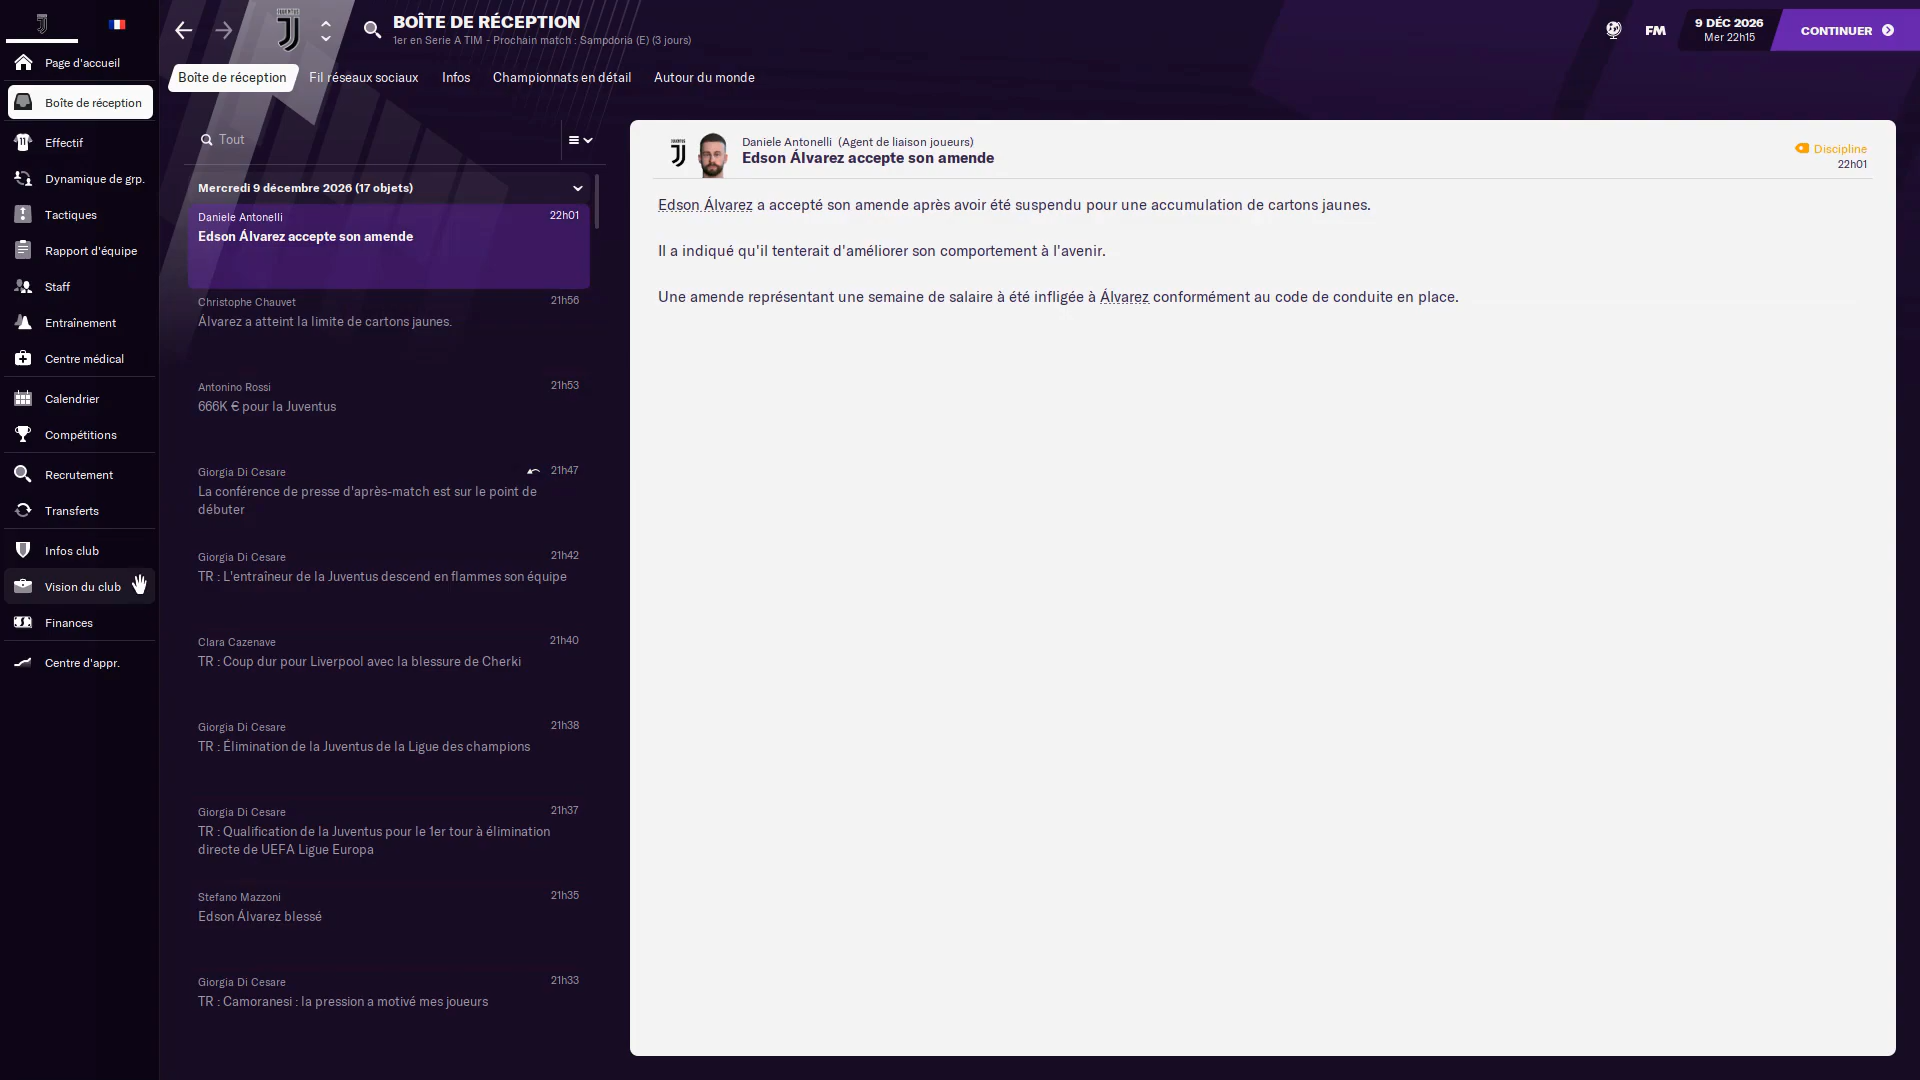 Page d'accueil
Boîte de réception
Effectif
Dynamique de grp.
Tactiques
Rapport d'équipe
Staff
Entraînement
Centre médical
Calendrier
Compétitions
Recrutement
Transferts
Infos club
Vision du club
Finances
Centre d'appr.
BOÎTE DE RÉCEPTION
1er en Serie A TIM - Prochain match : Sampdoria (E) (3 jours)
FM
9 DÉC 2026
Mer 22h15
CONTINUER
Boîte de réception
Fil réseaux sociaux
Infos
Championnats en détail
Autour du monde
Tout
Mercredi 9 décembre 2026 (17 objets)
Daniele Antonelli 22h01
Edson Álvarez accepte son amende
Christophe Chauvet 21h56
Álvarez a atteint la limite de cartons jaunes.
Antonino Rossi 21h53
666K € pour la Juventus
Giorgia Di Cesare 21h47
La conférence de presse d'après-match est sur le point de
débuter
Giorgia Di Cesare 21h42
TR : L'entraîneur de la Juventus descend en flammes son équipe
Clara Cazenave 21h40
TR : Coup dur pour Liverpool avec la blessure de Cherki
Giorgia Di Cesare 21h38
TR : Élimination de la Juventus de la Ligue des champions
Giorgia Di Cesare 21h37
TR : Qualification de la Juventus pour le 1er tour à élimination
directe de UEFA Ligue Europa
Stefano Mazzoni 21h35
Edson Álvarez blessé
Giorgia Di Cesare 21h33
TR : Camoranesi : la pression a motivé mes joueurs
Daniele Antonelli (Agent de liaison joueurs)
Edson Álvarez accepte son amende
Discipline
22h01
Edson Álvarez a accepté son amende après avoir été suspendu pour une accumulation de cartons jaunes.
Il a indiqué qu'il tenterait d'améliorer son comportement à l'avenir.
Une amende représentant une semaine de salaire à été infligée à Álvarez conformément au code de conduite en place.